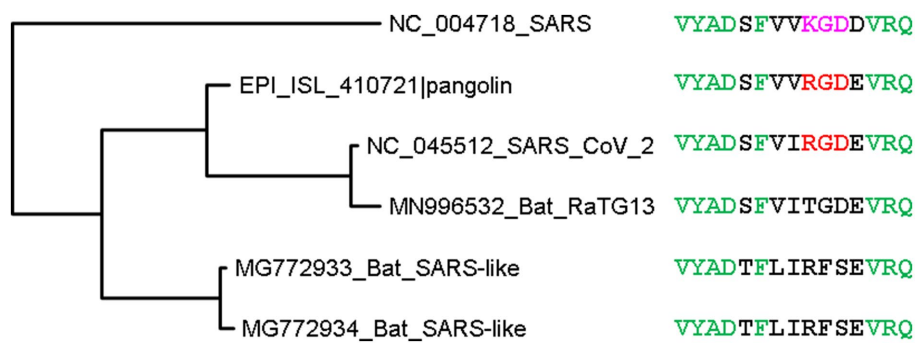 NC_004718_SARS VYADSFVVKGDDVRQ
EPI_ISL_410721|pangolin VYADSFVVRGDEVRQ
NC_045512_SARS_CoV_2 VYADSFVIRGDEVRQ
MN996532_Bat_RaTG13 VYADSFVITGDEVRQ
MG772933_Bat_SARS-like VYADTFLIRFSEVRQ
MG772934_Bat_SARS-like VYADTFLIRFSEVRQ